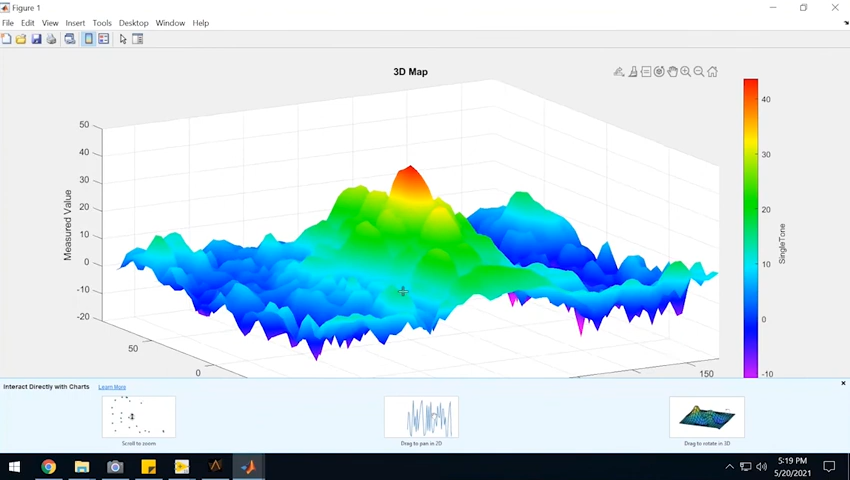 Figure 1
File Edit View Insert Tools Desktop Window Help
3D Map
50
40
30
20
10
0
-10
-20
Measured Value
50
0
150
40
30
20
10
0
-10
SingleTone
Interact Directly with Charts Learn More
Scroll to zoom
Drag to pan in 2D
Drag to rotate in 3D
5:19 PM
5/20/2021